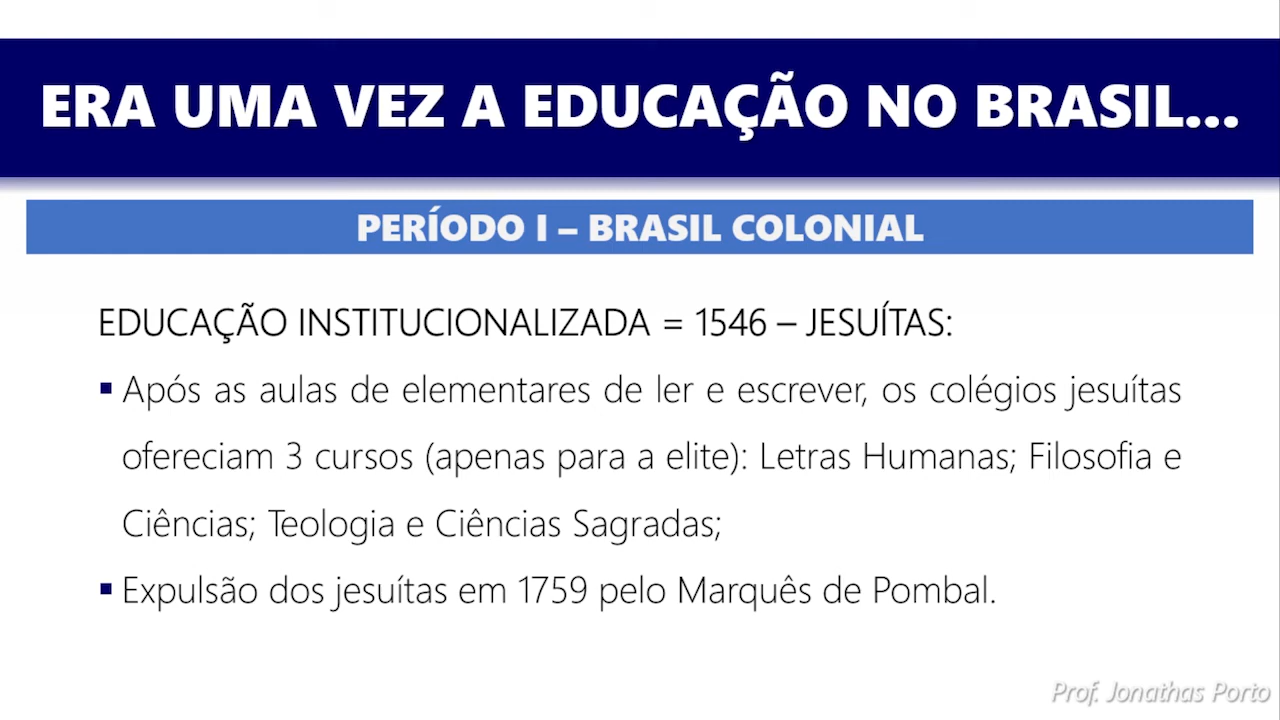 ERA UMA VEZ A EDUCAÇÃO NO BRASIL...
PERÍODO I – BRASIL COLONIAL
EDUCAÇÃO INSTITUCIONALIZADA = 1546 – JESUÍTAS:
▪ Após as aulas de elementares de ler e escrever, os colégios jesuítas
ofereciam 3 cursos (apenas para a elite): Letras Humanas; Filosofia e
Ciências; Teologia e Ciências Sagradas;
▪ Expulsão dos jesuítas em 1759 pelo Marquês de Pombal.
Prof. Jonathas Porto